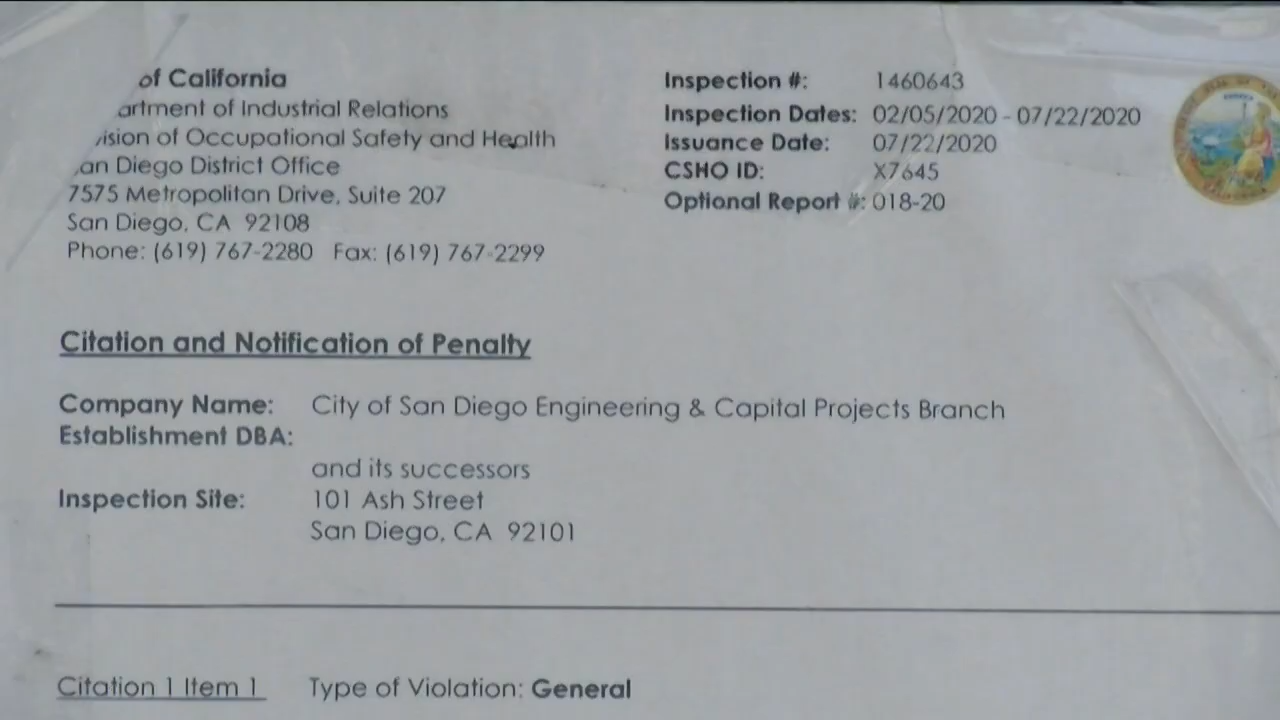 of California
artment of Industrial Relations
ision of Occupational Safety and Health
an Diego District Office
7575 Metropolitan Drive, Suite 207
San Diego, CA 92108
Phone: (619) 767-2280 Fax: (619) 767-2299
Inspection #: 1460643
Inspection Dates: 02/05/2020 - 07/22/2020
Issuance Date: 07/22/2020
CSHO ID: X7645
Optional Report #: 018-20
Citation and Notification of Penalty
Company Name: City of San Diego Engineering & Capital Projects Branch
Establishment DBA:
and its successors
Inspection Site: 101 Ash Street
San Diego, CA 92101
Citation 1 Item 1 Type of Violation: General